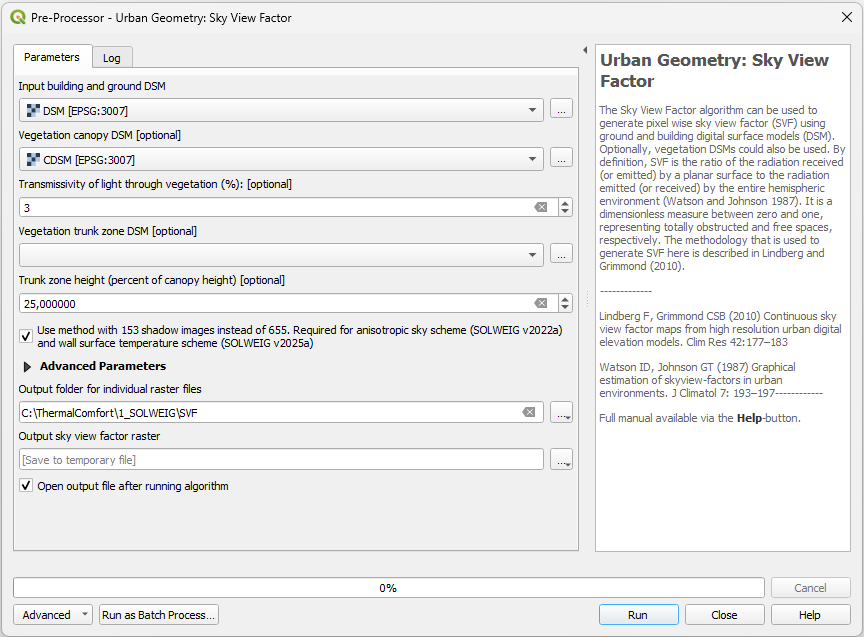 Pre-Processor - Urban Geometry: Sky View Factor
Parameters
Log
Input building and ground DSM
DSM [EPSG:3007]
...
Vegetation canopy DSM [optional]
CDSM [EPSG:3007]
...
Transmissivity of light through vegetation (%): [optional]
3
Vegetation trunk zone DSM [optional]
...
Trunk zone height (percent of canopy height) [optional]
25,000000
Use method with 153 shadow images instead of 655. Required for anisotropic sky scheme (SOLWEIG v2022a)
and wall surface temperature scheme (SOLWEIG v2025a)
Advanced Parameters
Output folder for individual raster files
C:\ThermalComfort\1_SOLWEIG\SVF
...
Output sky view factor raster
[Save to temporary file]
...
Open output file after running algorithm
Urban Geometry: Sky View
Factor
The Sky View Factor algorithm can be used to
generate pixel wise sky view factor (SVF) using
ground and building digital surface models (DSM).
Optionally, vegetation DSMs could also be used. By
definition, SVF is the ratio of the radiation received
(or emitted) by a planar surface to the radiation
emitted (or received) by the entire hemispheric
environment (Watson and Johnson 1987). It is a
dimensionless measure between zero and one,
representing totally obstructed and free spaces,
respectively. The methodology that is used to
generate SVF here is described in Lindberg and
Grimmond (2010).
-------------
Lindberg F, Grimmond CSB (2010) Continuous sky
view factor maps from high resolution urban digital
elevation models. Clim Res 42:177–183
Watson ID, Johnson GT (1987) Graphical
estimation of skyview-factors in urban
environments. J Climatol 7: 193–197------------
Full manual available via the Help-button.
0%
Cancel
Advanced
Run as Batch Process...
Run
Close
Help